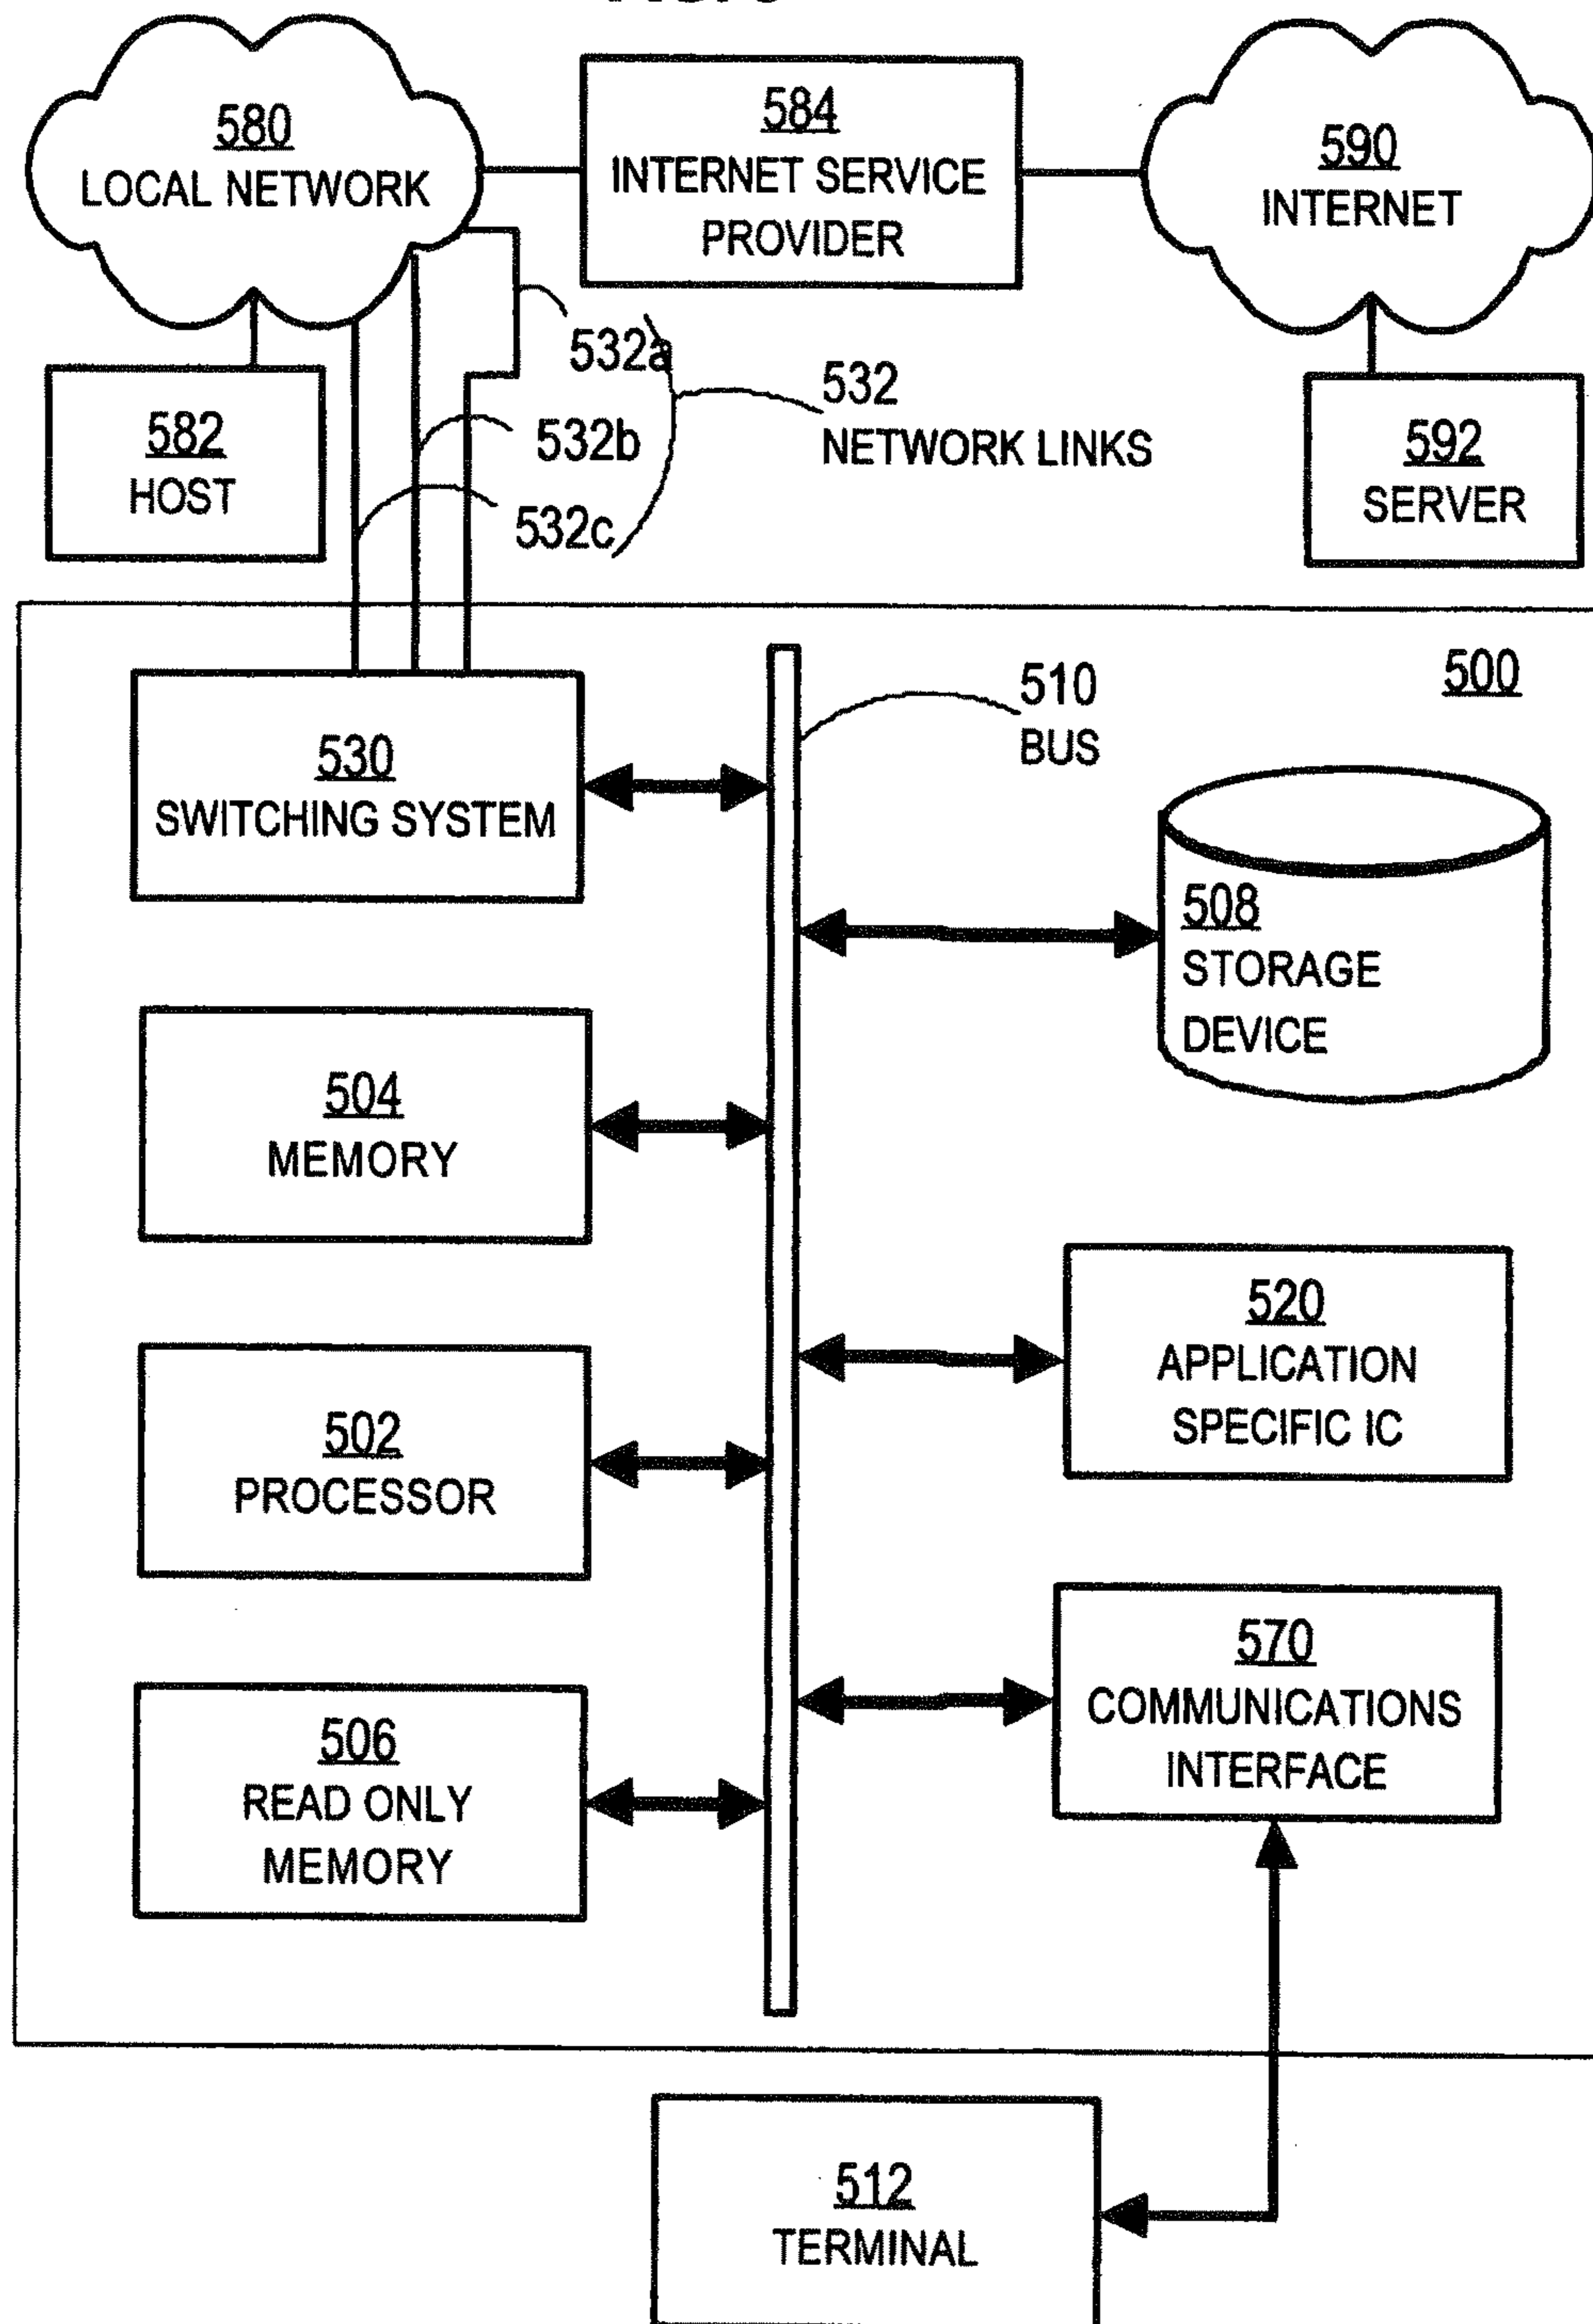 580
LOCAL NETWORK
584
INTERNET SERVICE
PROVIDER
590
INTERNET
532a
532
NETWORK LINKS
532b
532c
582
HOST
592
SERVER
500
510
BUS
530
SWITCHING SYSTEM
508
STORAGE
DEVICE
504
MEMORY
520
APPLICATION
SPECIFIC IC
502
PROCESSOR
570
COMMUNICATIONS
INTERFACE
506
READ ONLY
MEMORY
512
TERMINAL